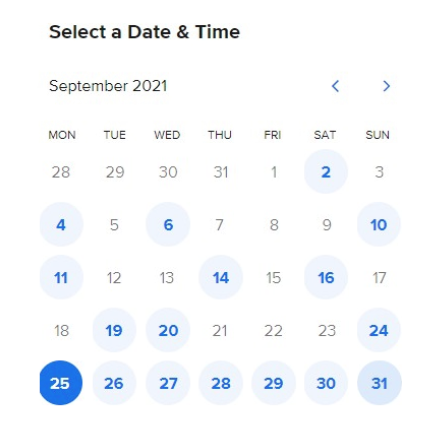 Select a Date & Time
September 2021
MON TUE WED THU FRI SAT SUN
28 29 30 31 1 2 3
4 5 6 7 8 9 10
11 12 13 14 15 16 17
18 19 20 21 22 23 24
25 26 27 28 29 30 31